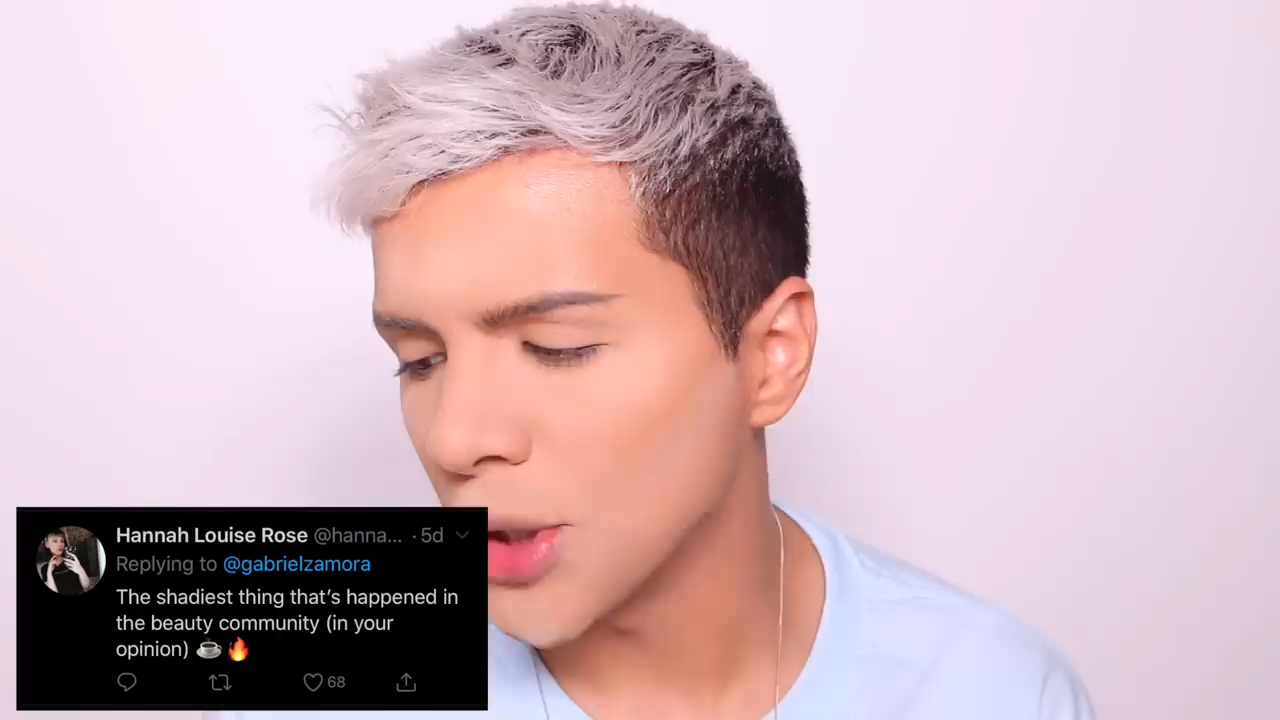 Hannah Louise Rose @hanna... · 5d
Replying to @gabrielzamora
The shadiest thing that’s happened in
the beauty community (in your
opinion) ☕🔥
68